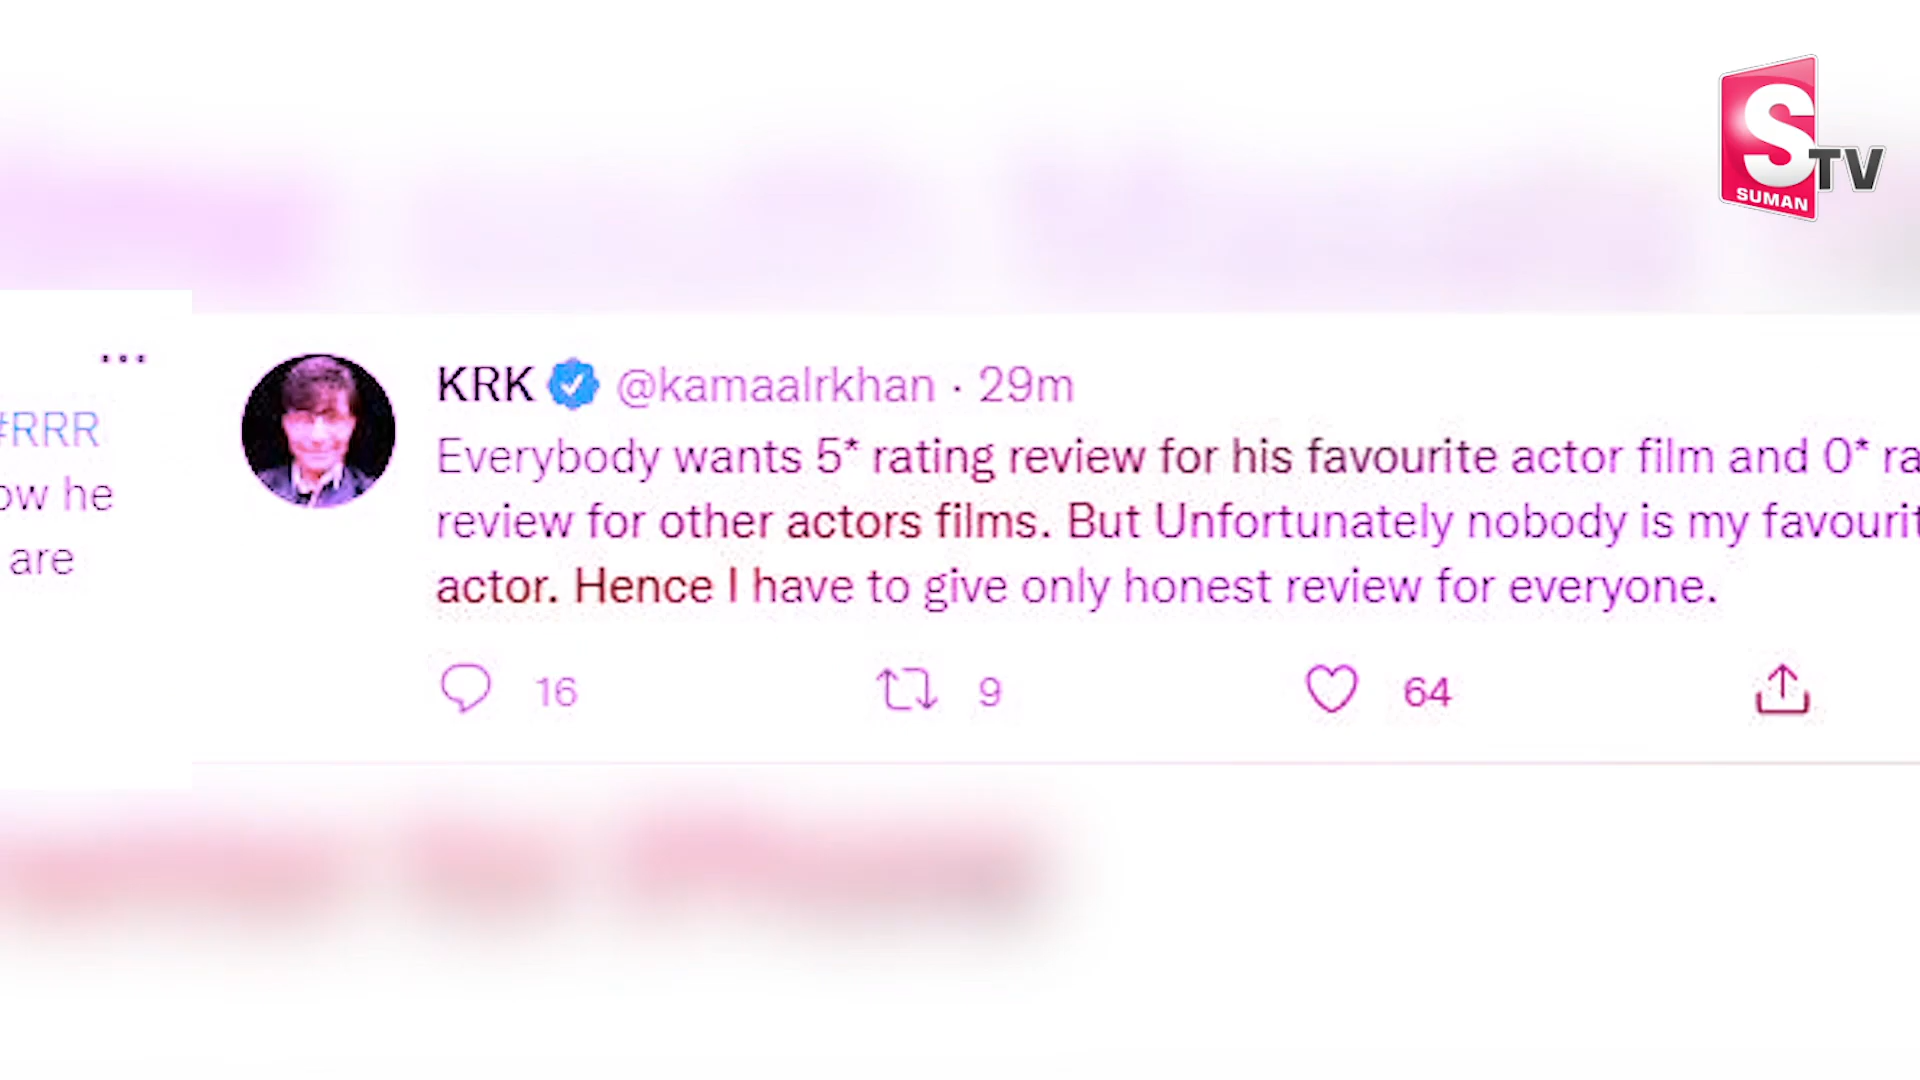 S TV
SUMAN
...
#RRR
ow he
are
KRK @kamaalrkhan · 29m
Everybody wants 5* rating review for his favourite actor film and 0* ra
review for other actors films. But Unfortunately nobody is my favourit
actor. Hence I have to give only honest review for everyone.
16 9 64